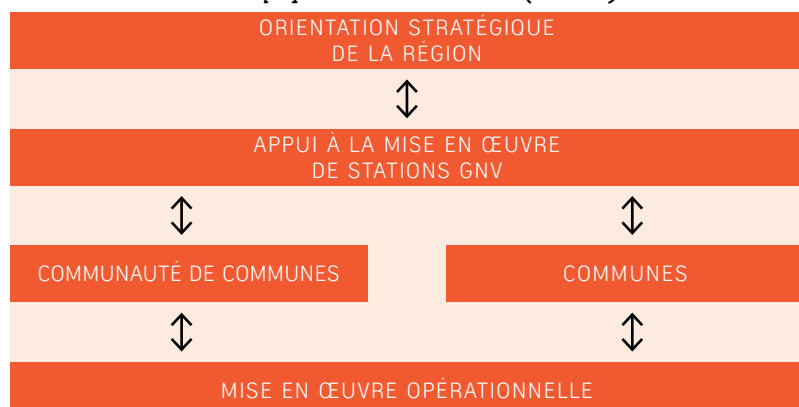 ORIENTATION STRATÉGIQUE
DE LA RÉGION
APPUI À LA MISE EN ŒUVRE
DE STATIONS GNV
COMMUNAUTÉ DE COMMUNES
COMMUNES
MISE EN ŒUVRE OPÉRATIONNELLE